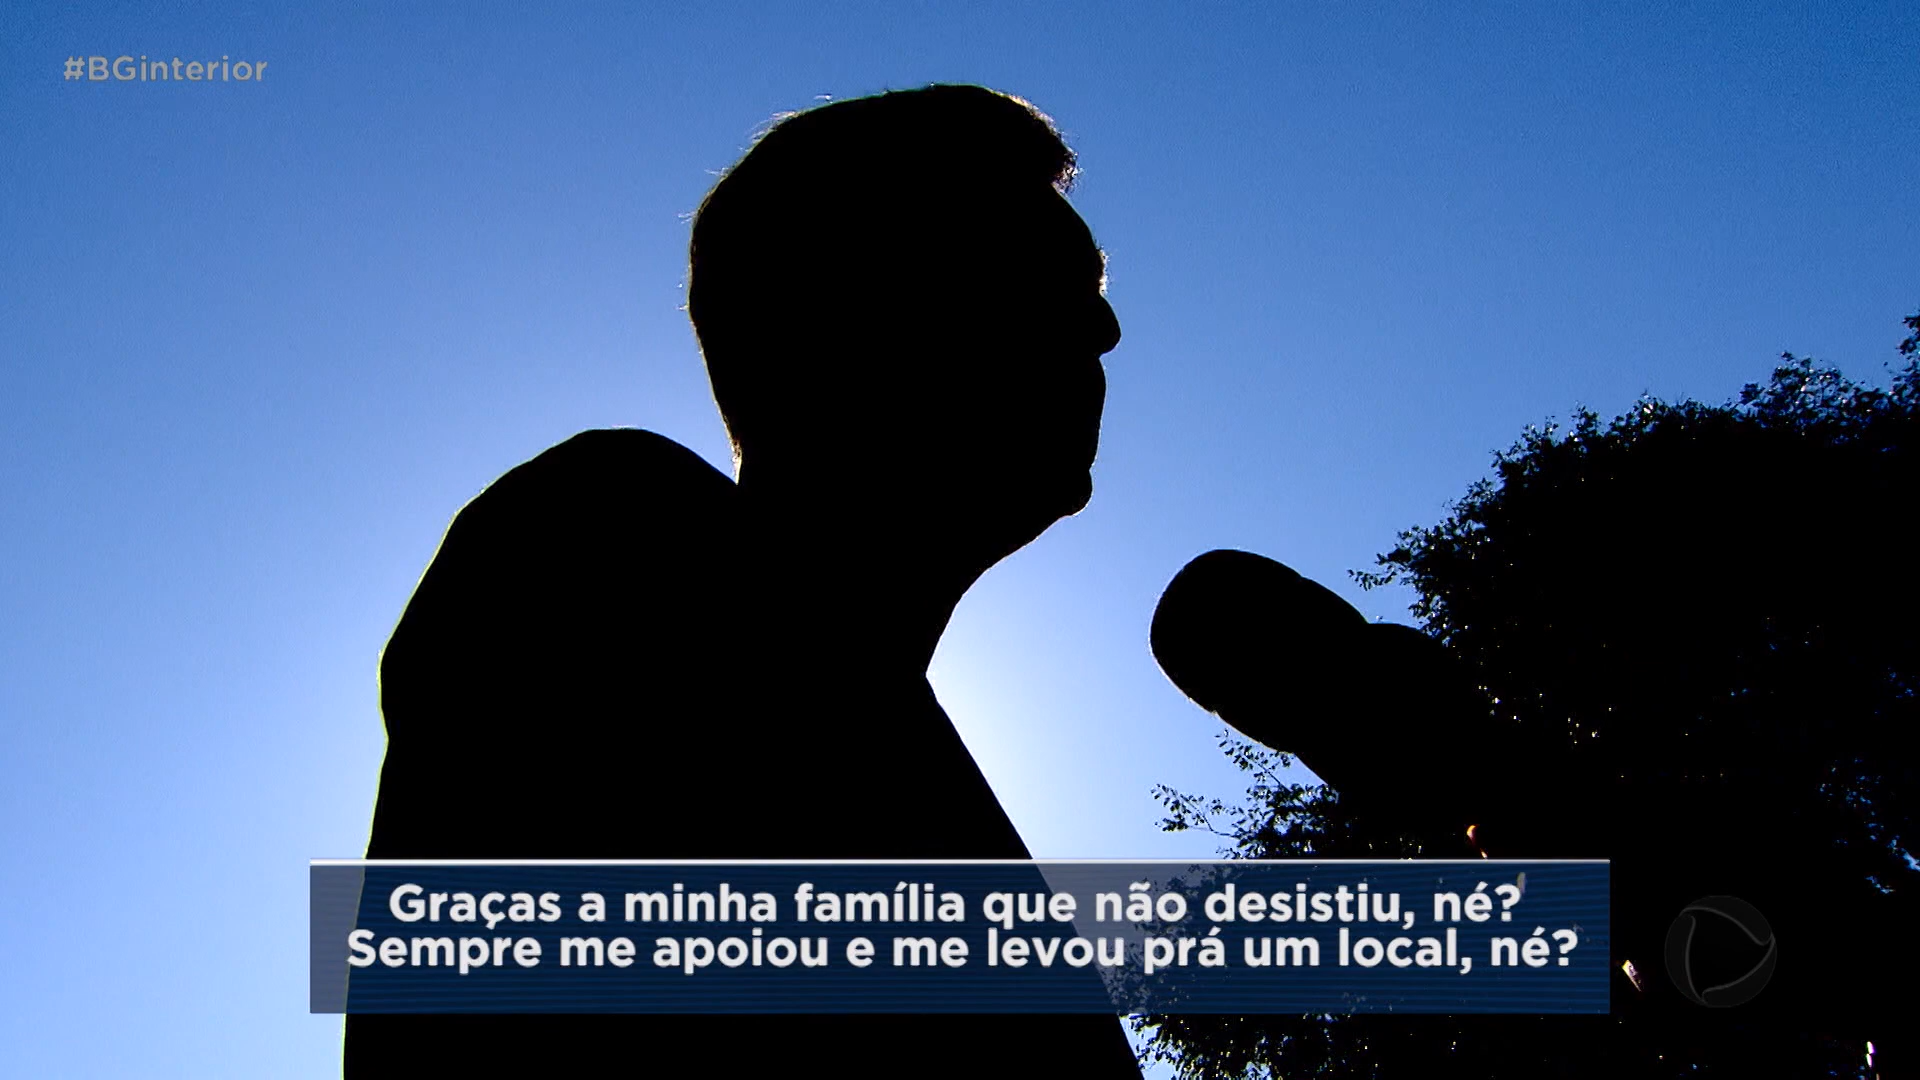 #BGinterior
Graças a minha família que não desistiu, né?
Sempre me apoiou e me levou prá um local, né?